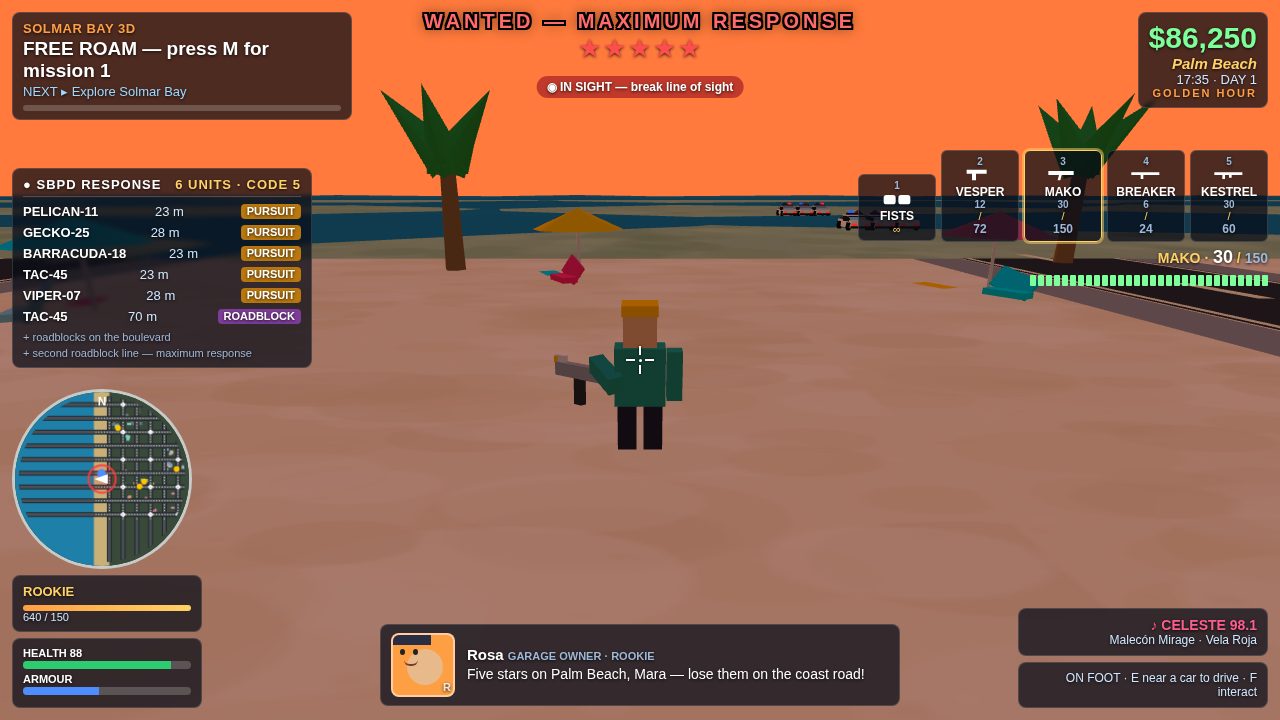 SOLMAR BAY 3D
FREE ROAM — press M for
mission 1
NEXT ▸ Explore Solmar Bay
WANTED — MAXIMUM RESPONSE
★★★★★
◉ IN SIGHT — break line of sight
$86,250
Palm Beach
17:35 · DAY 1
GOLDEN HOUR
● SBPD RESPONSE 6 UNITS · CODE 5
PELICAN-11 23 m PURSUIT
GECKO-25 28 m PURSUIT
BARRACUDA-18 23 m PURSUIT
TAC-45 23 m PURSUIT
VIPER-07 28 m PURSUIT
TAC-45 70 m ROADBLOCK
+ roadblocks on the boulevard
+ second roadblock line — maximum response
1
FISTS
∞
2
VESPER
12
/
72
3
MAKO
30
/
150
4
BREAKER
6
/
24
5
KESTREL
30
/
60
MAKO · 30 / 150
N
ROOKIE
640 / 150
HEALTH 88
ARMOUR
R
Rosa GARAGE OWNER · ROOKIE
Five stars on Palm Beach, Mara — lose them on the coast road!
♪ CELESTE 98.1
Malecón Mirage · Vela Roja
ON FOOT · E near a car to drive · F
interact